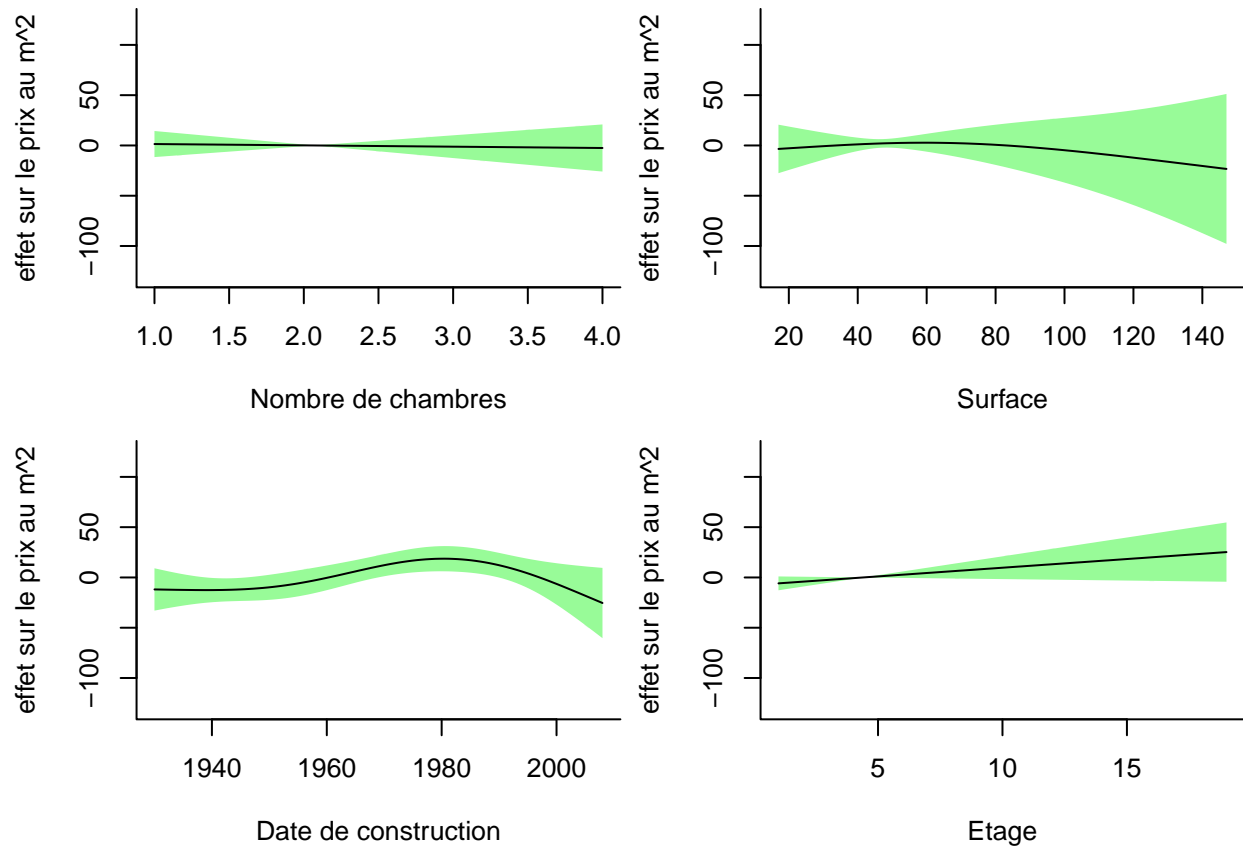 effet sur le prix au m^2
50
0
−100
1.0 1.5 2.0 2.5 3.0 3.5 4.0
Nombre de chambres
effet sur le prix au m^2
50
0
−100
20 40 60 80 100 120 140
Surface
effet sur le prix au m^2
50
0
−100
1940 1960 1980 2000
Date de construction
effet sur le prix au m^2
50
0
−100
5 10 15
Etage